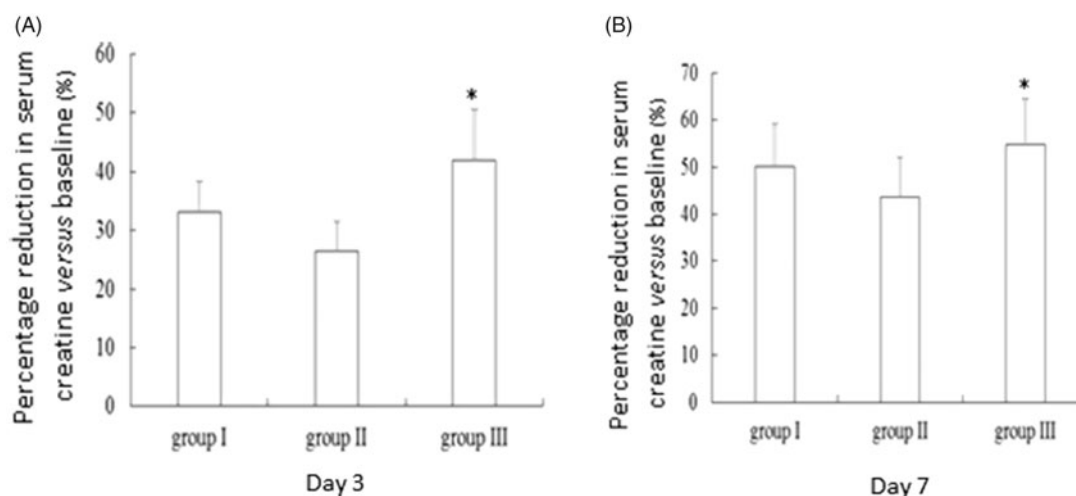 (A)
Percentage reduction in serum
creatine versus baseline (%)
60
50
40
30
20
10
0
*
group I
group II
group III
Day 3
(B)
Percentage reduction in serum
creatine versus baseline (%)
70
60
50
40
30
20
10
0
*
group I
group II
group III
Day 7